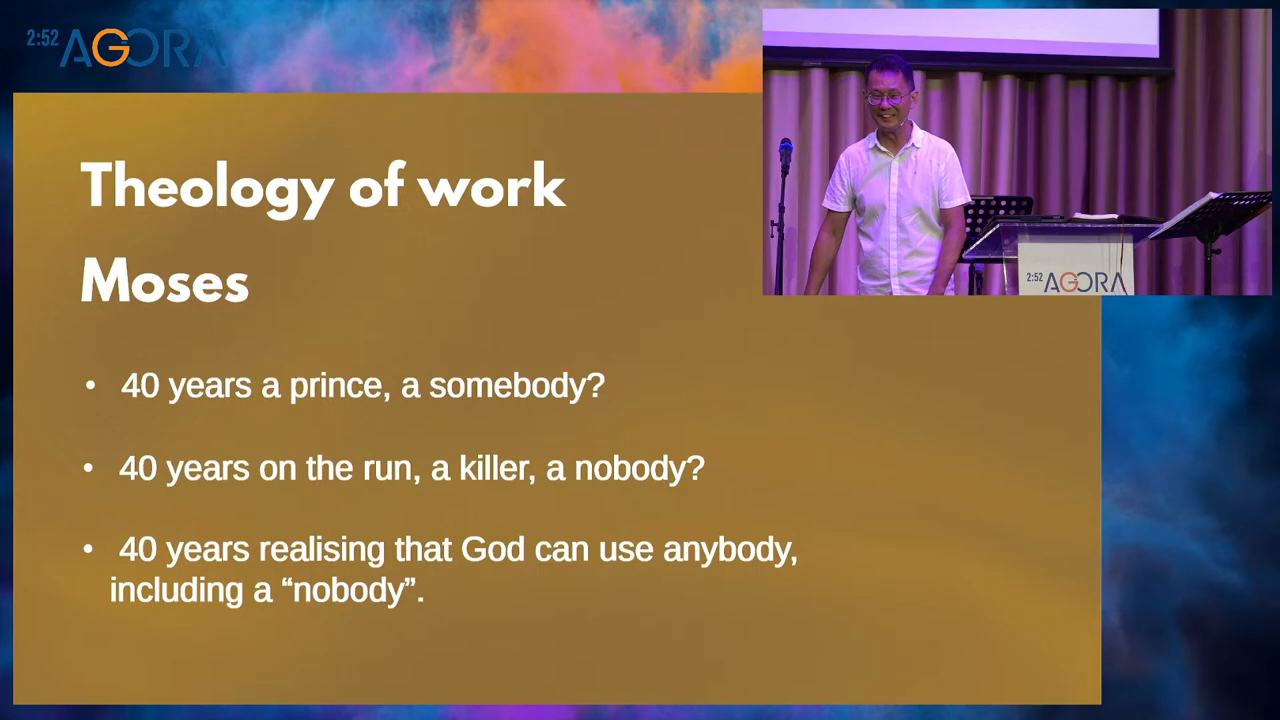 2:52 AGORA
Theology of work
Moses
• 40 years a prince, a somebody?
• 40 years on the run, a killer, a nobody?
• 40 years realising that God can use anybody,
including a “nobody”.
2:52 AGORA